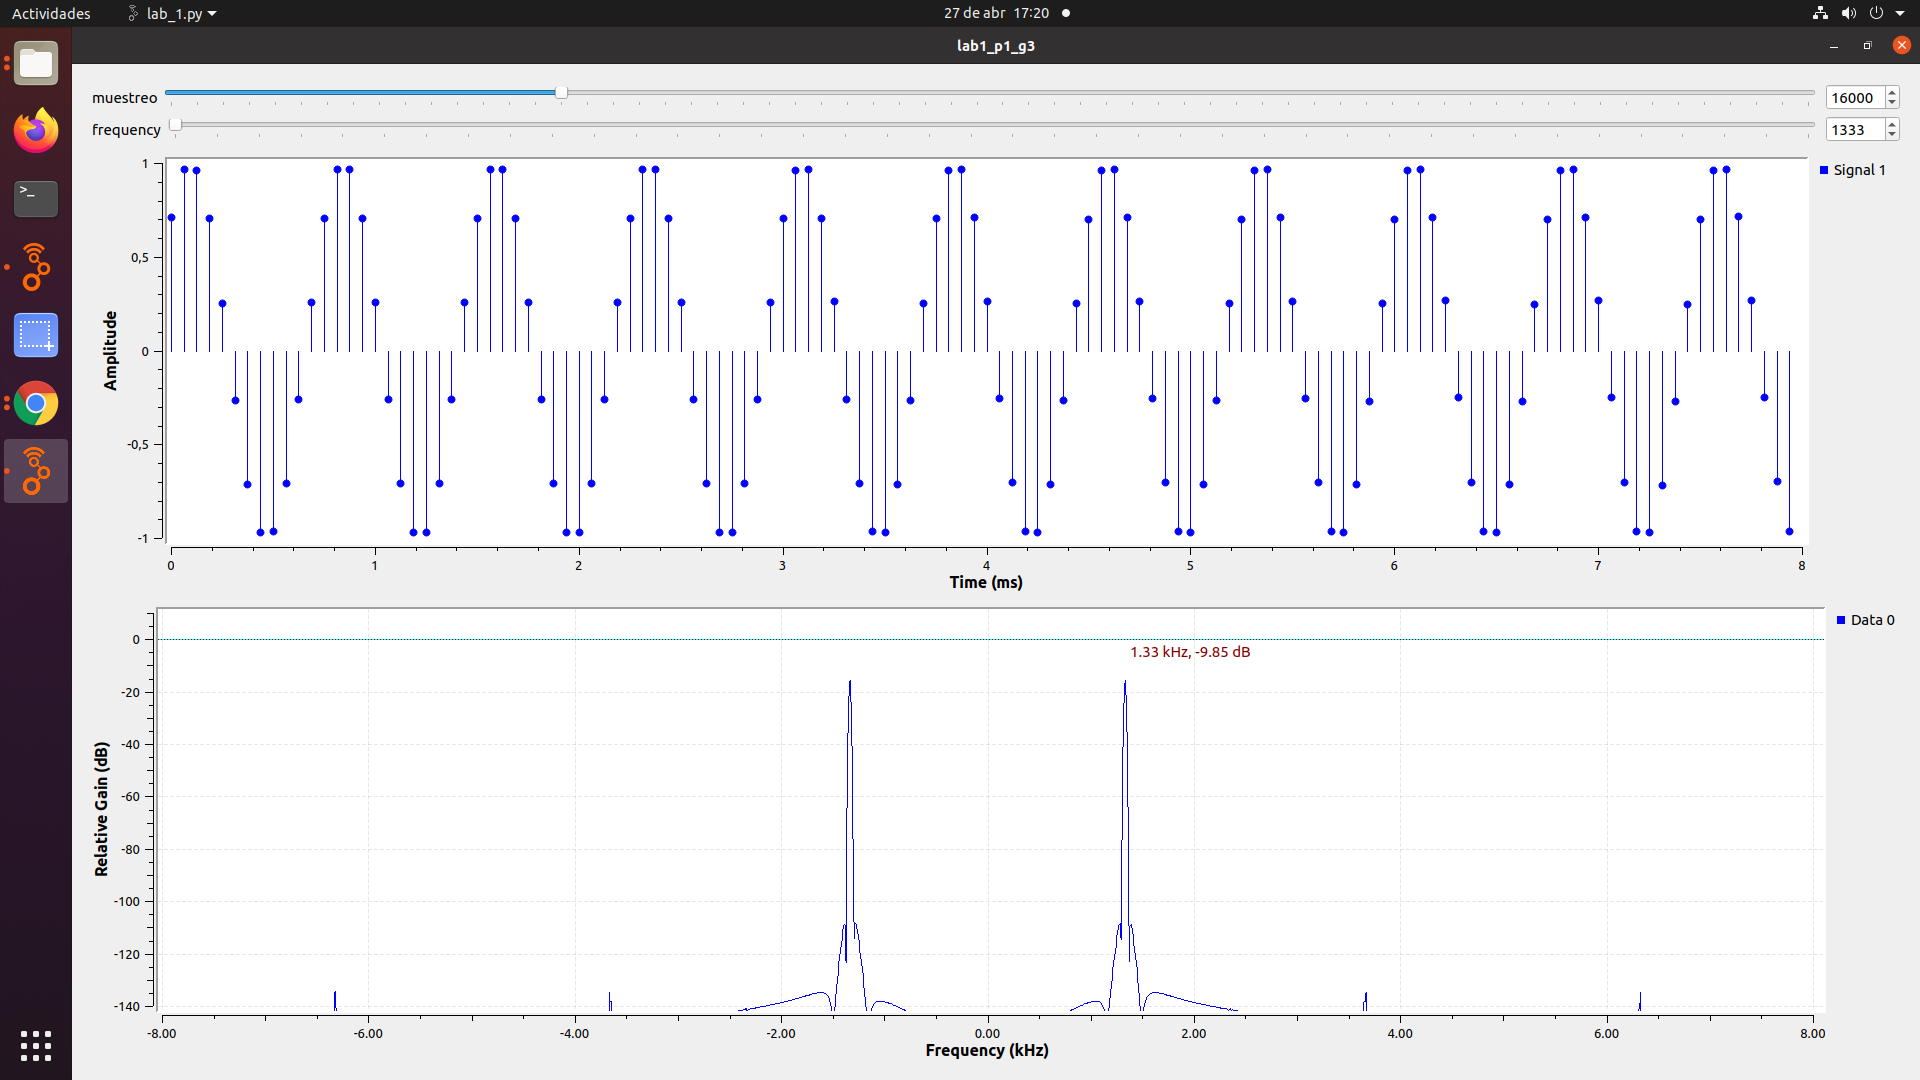 Actividades lab_1.py 27 de abr 17:20
lab1_p1_g3
muestreo 16000
frequency 1333
Signal 1
1
0,5
0
-0,5
-1
Amplitude
0 1 2 3 4 5 6 7 8
Time (ms)
Data 0
1.33 kHz, -9.85 dB
0
-20
-40
-60
-80
-100
-120
-140
Relative Gain (dB)
-8.00 -6.00 -4.00 -2.00 0.00 2.00 4.00 6.00 8.00
Frequency (kHz)